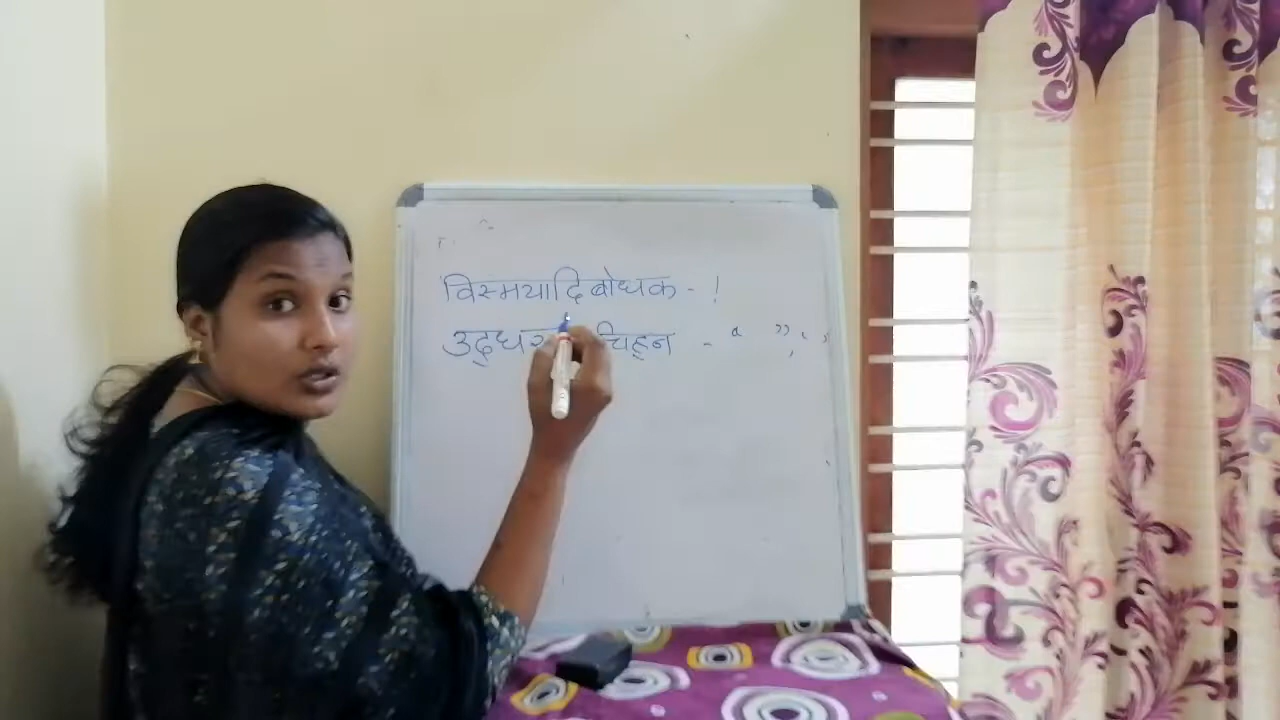 विस्मयादिबोधक - !
चिह्न - “ ” , ‘ ’